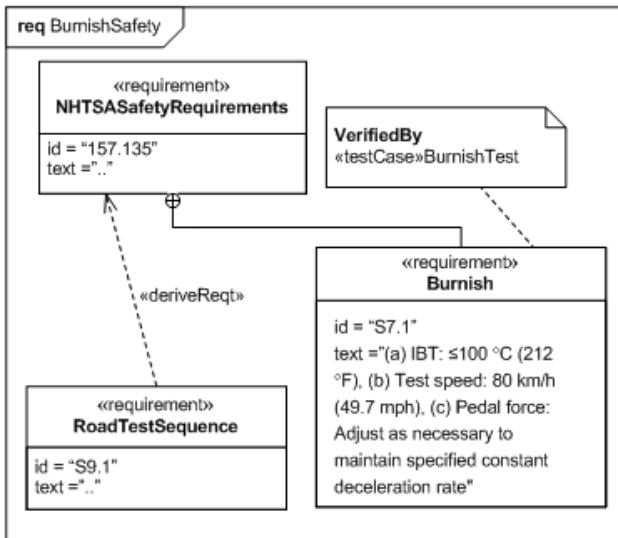 req BurnishSafety
«requirement»
NHTSASafetyRequirements
id = “157.135”
text =”..”
VerifiedBy
«testCase»BurnishTest
«deriveReqt»
«requirement»
Burnish
id = “S7.1”
text =”(a) IBT: ≤100 °C (212
°F), (b) Test speed: 80 km/h
(49.7 mph), (c) Pedal force:
Adjust as necessary to
maintain specified constant
deceleration rate"
«requirement»
RoadTestSequence
id = “S9.1”
text =”..”